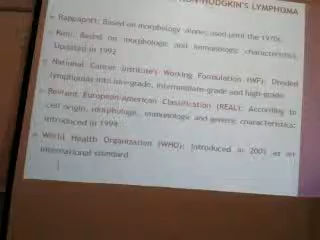 NON-HODGKIN'S LYMPHOMA
Rappaport: Based on morphology alone; used until the 1970s
Kiel: Based on morphologic and immunologic characteristics.
Updated in 1992
National Cancer Institute's Working Formulation (WF): Divided
lymphomas into low-grade, intermediate-grade and high-grade.
Revised European-American Classification (REAL): According to
cell origin, morphologic, immunologic and genetic characteristics;
introduced in 1994
World Health Organization (WHO): Introduced in 2001 as an
international standard